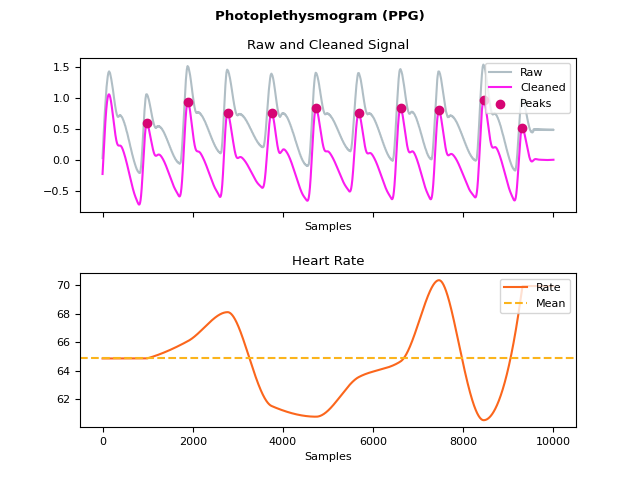 Photoplethysmogram (PPG)
Raw and Cleaned Signal
1.5
1.0
0.5
0.0
−0.5
Raw
Cleaned
Peaks
Samples
Heart Rate
70
68
66
64
62
Rate
Mean
0 2000 4000 6000 8000 10000
Samples